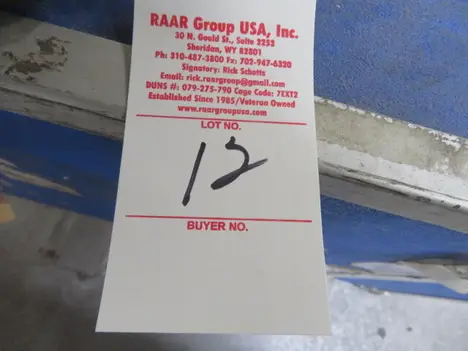 RAAR Group USA, Inc.
30 N. Gould St., Suite 2252
Sheridan, WY 82801
Ph: 310-487-3800 Fx: 702-947-6320
Signatory: Rick Schotts
Email: rick.raargroup@gmail.com
DUNS #: 079-275-790 Cage Code: 7EXT2
Established Since 1985/Veteran Owned
www.raargroupusa.com
LOT NO.
12
BUYER NO.